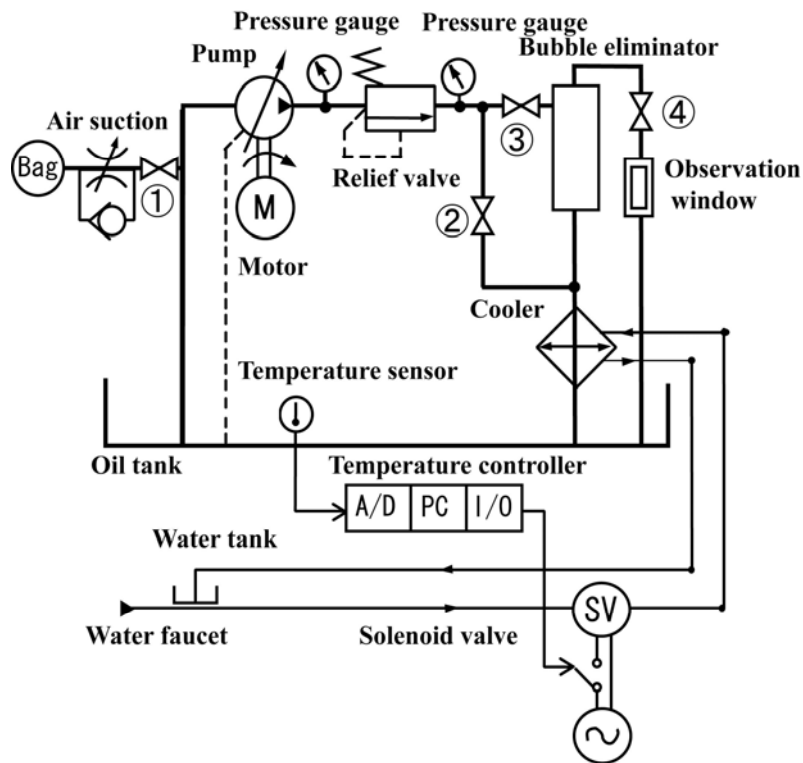 Pressure gauge
Pressure gauge
Pump
Bubble eliminator
Air suction
Bag
①
③
④
Relief valve
Observation
window
②
M
Motor
Cooler
Temperature sensor
Oil tank
Temperature controller
A/D
PC
I/O
Water tank
SV
Water faucet
Solenoid valve